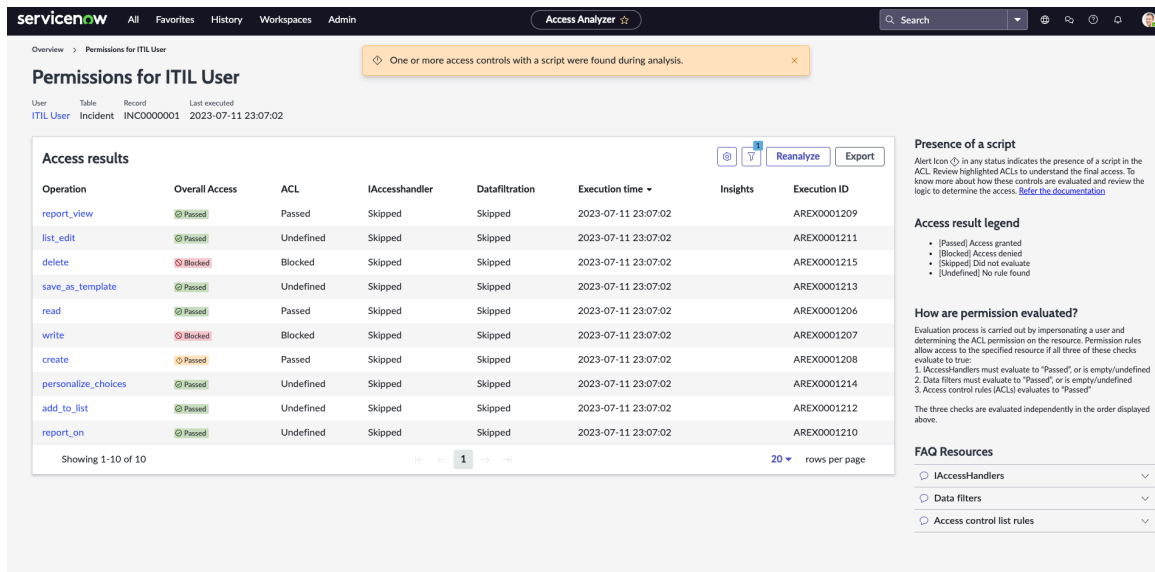 servicenow All Favorites History Workspaces Admin Access Analyzer Search
Overview > Permissions for ITIL User
One or more access controls with a script were found during analysis.
Permissions for ITIL User
User Table Record Last executed
ITIL User Incident INC0000001 2023-07-11 23:07:02
Access results 1 Reanalyze Export
Operation Overall Access ACL IAccesshandler Datafiltration Execution time Insights Execution ID
report_view Passed Passed Skipped Skipped 2023-07-11 23:07:02 AREX0001209
list_edit Passed Undefined Skipped Skipped 2023-07-11 23:07:02 AREX0001211
delete Blocked Blocked Skipped Skipped 2023-07-11 23:07:02 AREX0001215
save_as_template Passed Undefined Skipped Skipped 2023-07-11 23:07:02 AREX0001213
read Passed Passed Skipped Skipped 2023-07-11 23:07:02 AREX0001206
write Blocked Blocked Skipped Skipped 2023-07-11 23:07:02 AREX0001207
create Passed Passed Skipped Skipped 2023-07-11 23:07:02 AREX0001208
personalize_choices Passed Undefined Skipped Skipped 2023-07-11 23:07:02 AREX0001214
add_to_list Passed Undefined Skipped Skipped 2023-07-11 23:07:02 AREX0001212
report_on Passed Undefined Skipped Skipped 2023-07-11 23:07:02 AREX0001210
Showing 1-10 of 10 1 20 rows per page
Presence of a script
Alert Icon in any status indicates the presence of a script in the
ACL. Review highlighted ACLs to understand the final access. To
know more about how these controls are evaluated and review the
logic to determine the access. Refer the documentation
Access result legend
• [Passed] Access granted
• [Blocked] Access denied
• [Skipped] Did not evaluate
• [Undefined] No rule found
How are permission evaluated?
Evaluation process is carried out by impersonating a user and
determining the ACL permission on the resource. Permission rules
allow access to the specified resource if all three of these checks
evaluate to true:
1. IAccessHandlers must evaluate to "Passed", or is empty/undefined
2. Data filters must evaluate to "Passed", or is empty/undefined
3. Access control rules (ACLs) evaluates to "Passed"
The three checks are evaluated independently in the order displayed
above.
FAQ Resources
IAccessHandlers
Data filters
Access control list rules